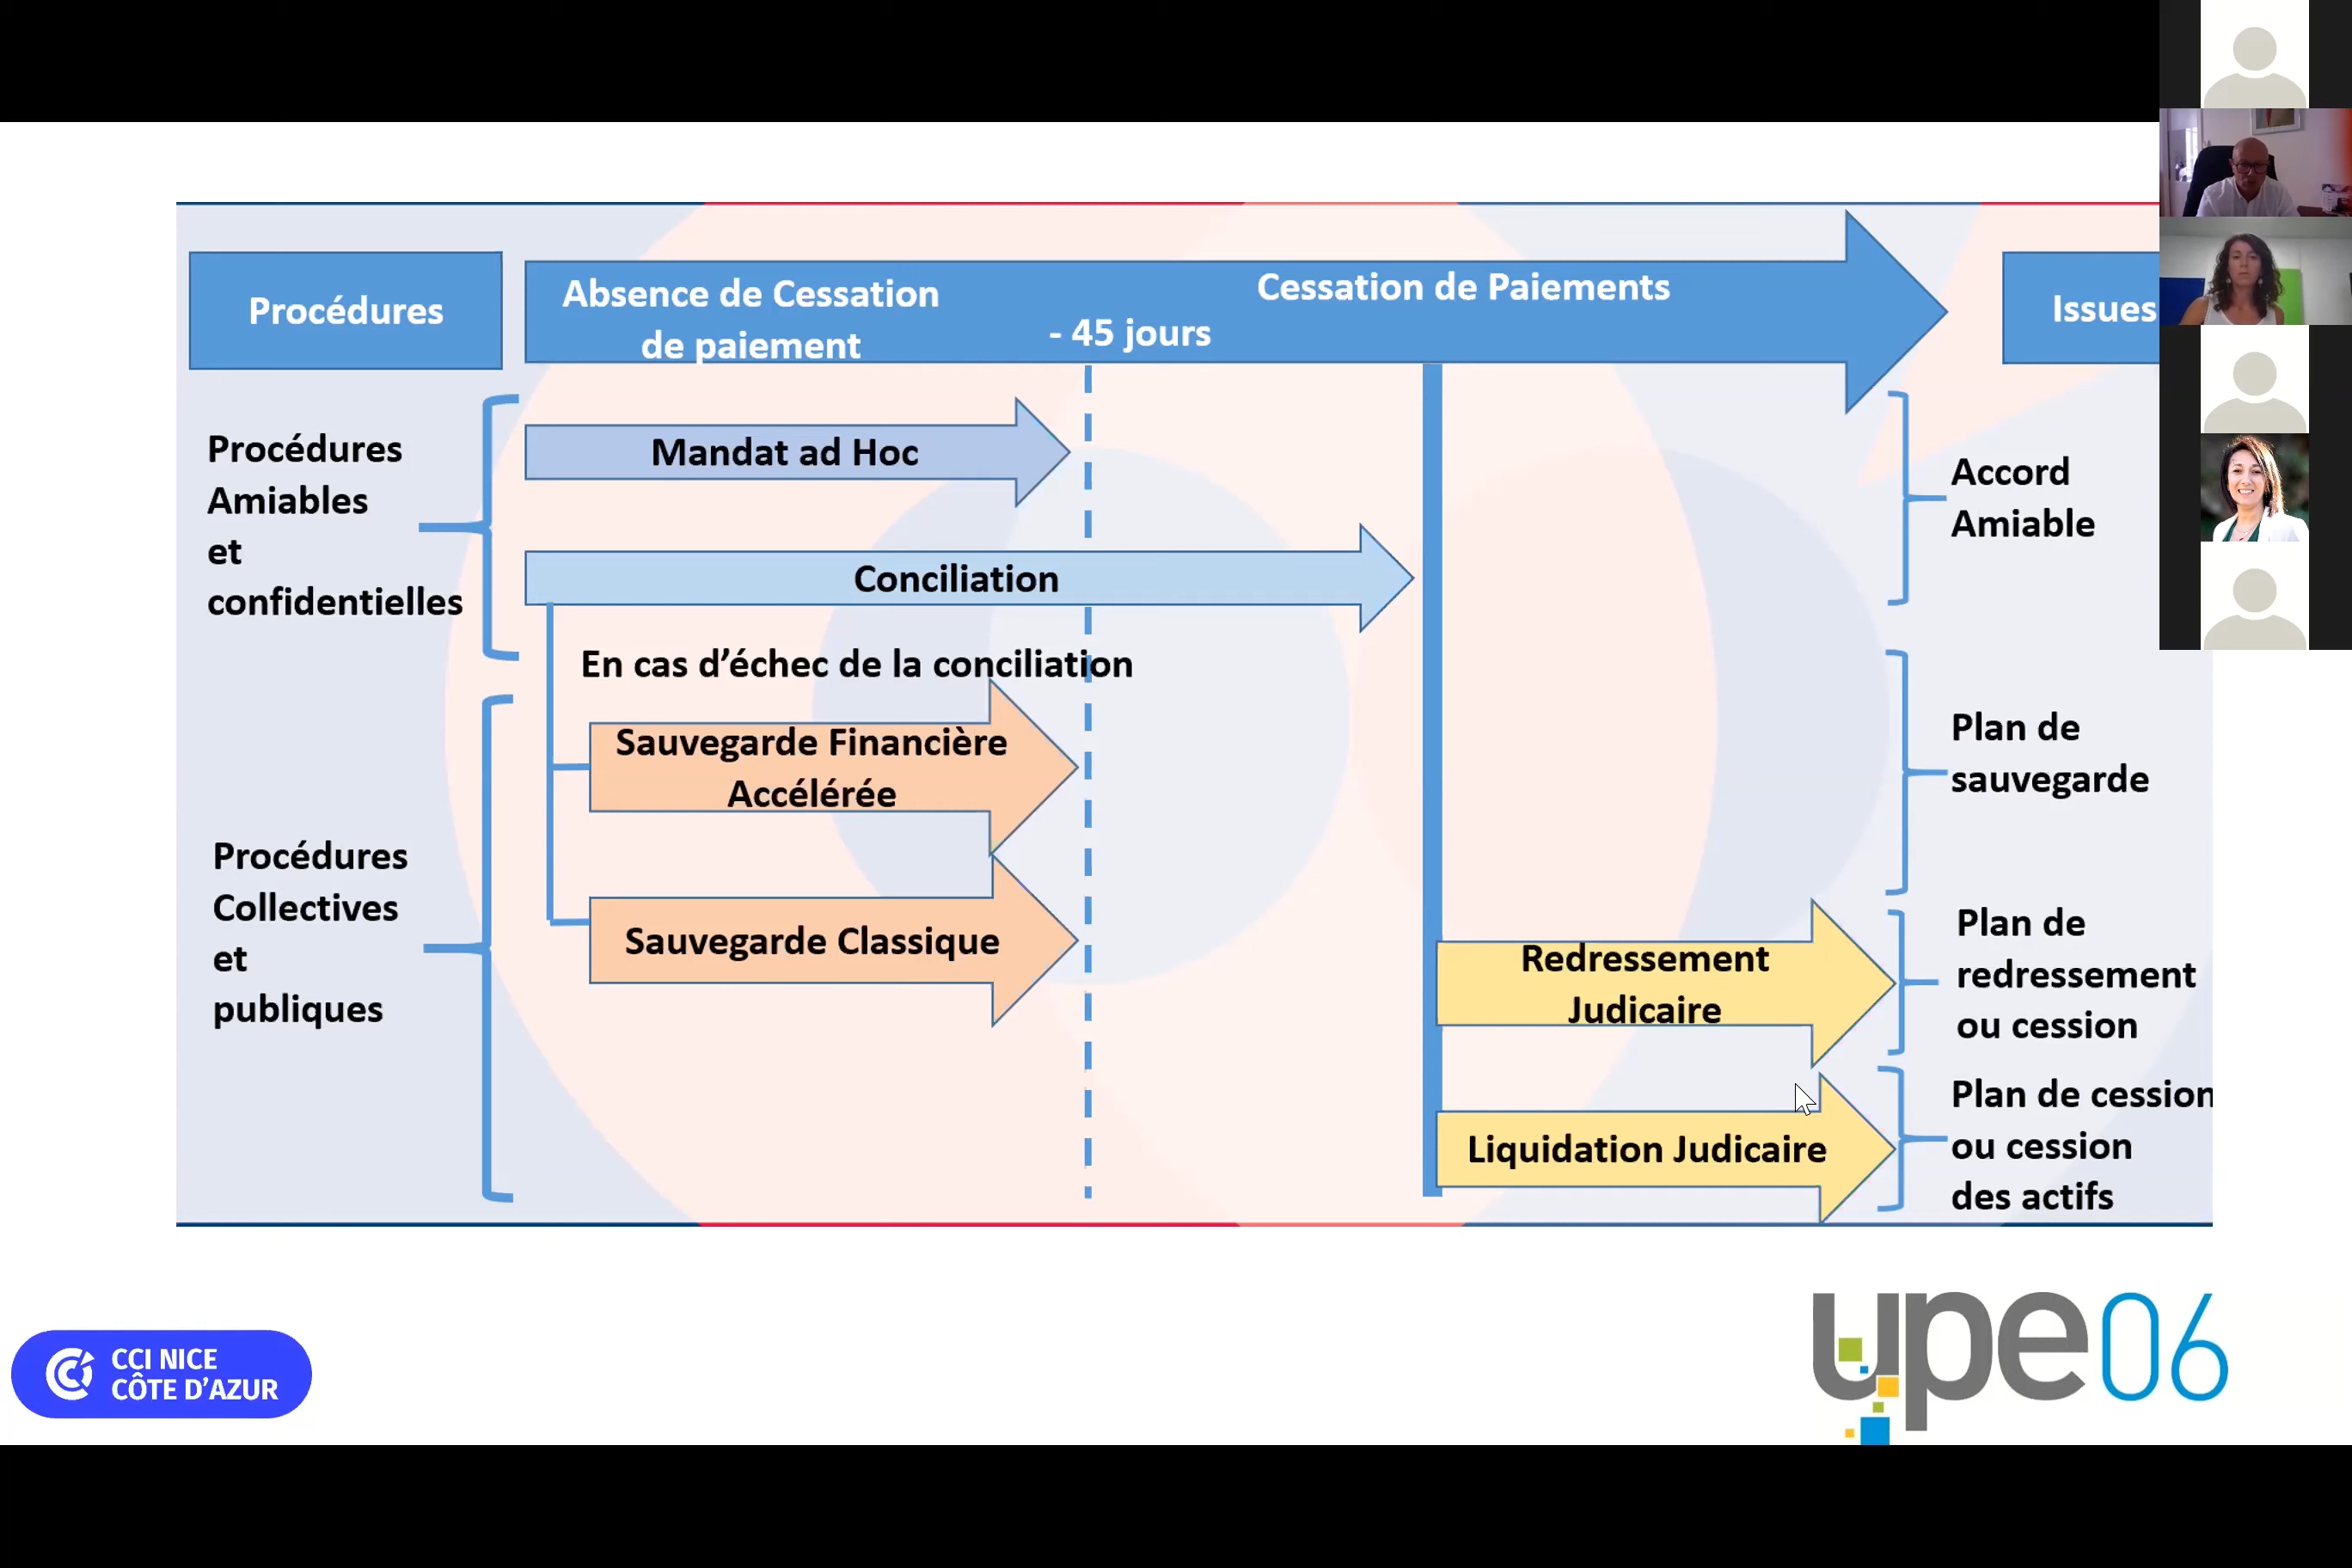 Procédures
Absence de Cessation
de paiement
- 45 jours
Cessation de Paiements
Issues
Procédures
Amiables
et
confidentielles
Mandat ad Hoc
Conciliation
Accord
Amiable
En cas d’échec de la conciliation
Procédures
Collectives
et
publiques
Sauvegarde Financière
Accélérée
Sauvegarde Classique
Plan de
sauvegarde
Redressement
Judicaire
Plan de
redressement
ou cession
Liquidation Judicaire
Plan de cession
ou cession
des actifs
CCI NICE
CÔTE D’AZUR
upe06